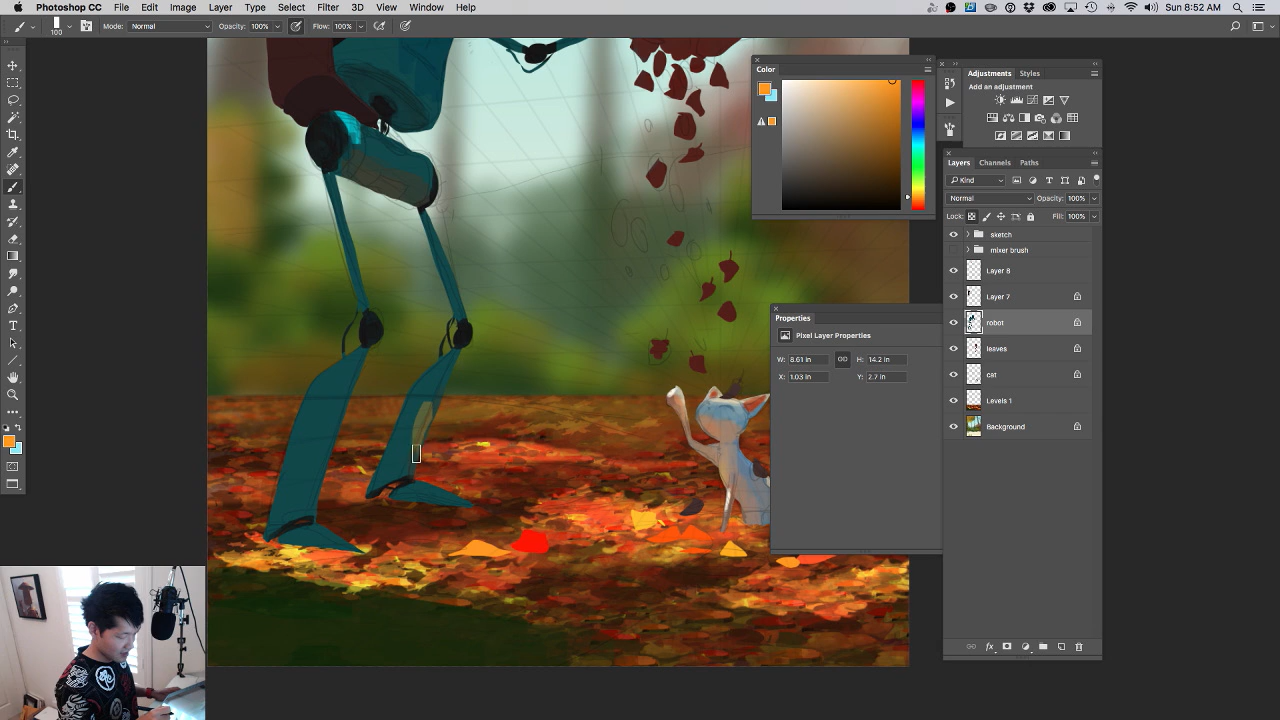 Photoshop CC File Edit Image Layer Type Select Filter 3D View Window Help Sun 8:52 AM
100 Mode: Normal Opacity: 100% Flow: 100%
Color
Adjustments Styles
Add an adjustment
Layers Channels Paths
Kind
Normal Opacity: 100%
Lock: Fill: 100%
sketch
mixer brush
Layer 8
Layer 7
robot
leaves
cat
Levels 1
Background
Properties
Pixel Layer Properties
W: 8.61 in H: 14.2 in
X: 1.03 in Y: 2.7 in
fx